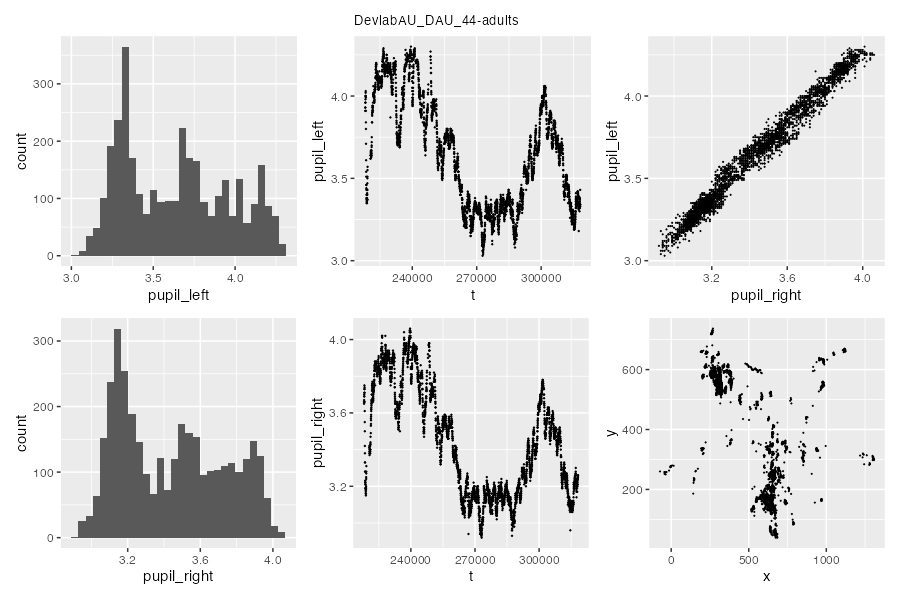 DevlabAU_DAU_44-adults
300
200
100
0
count
3.0
3.5
4.0
pupil_left
4.0
3.5
3.0
pupil_left
240000
270000
300000
t
4.0
3.5
3.0
pupil_left
3.2
3.6
4.0
pupil_right
300
200
100
0
count
3.2
3.6
4.0
pupil_right
4.0
3.6
3.2
pupil_right
240000
270000
300000
t
600
400
200
y
0
500
1000
x